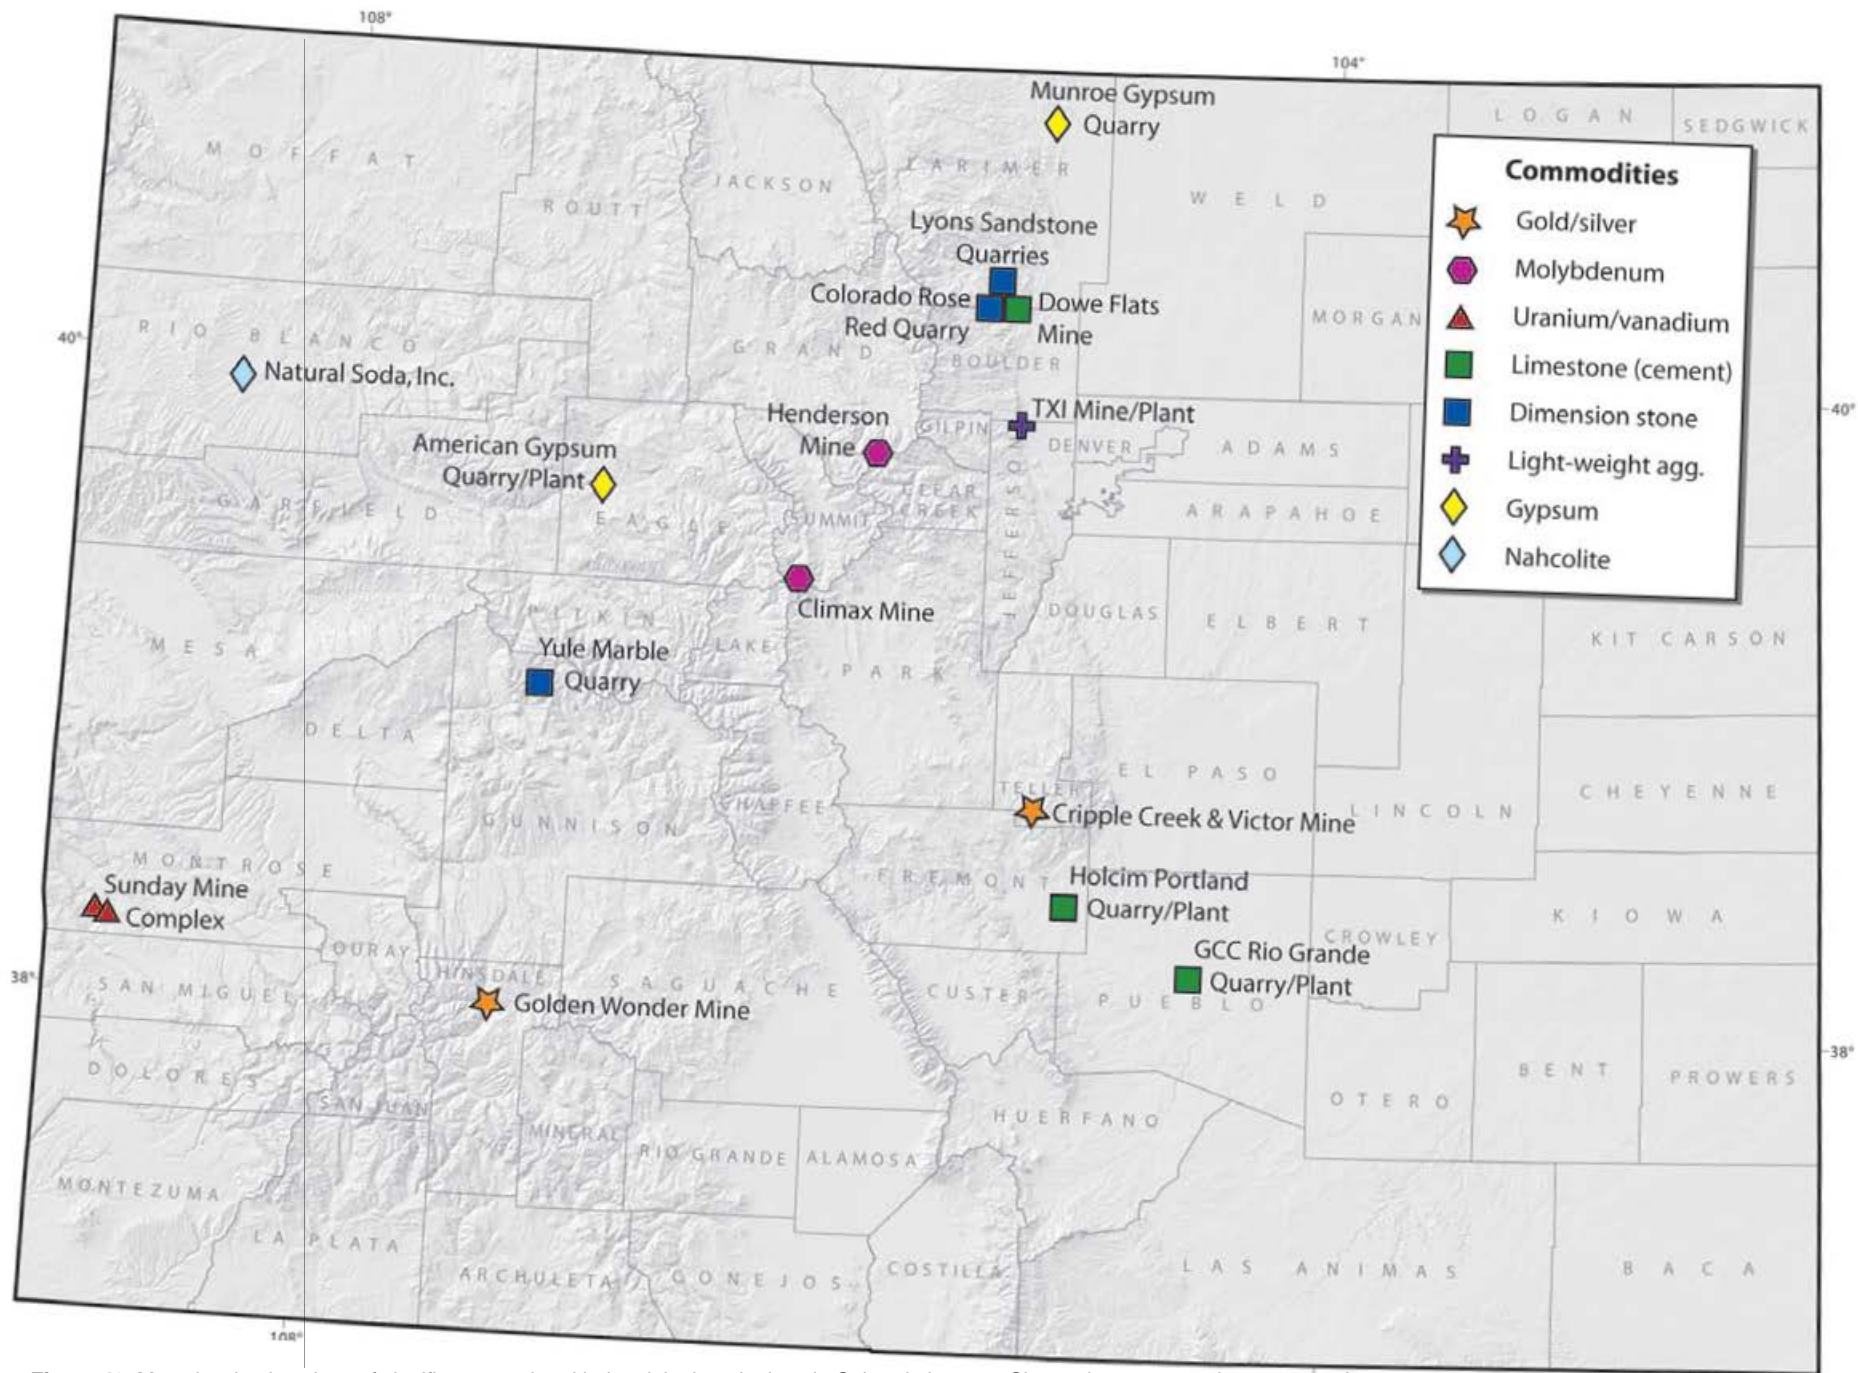 108°
104°
Munroe Gypsum
Quarry
LOGAN
SEDGWICK
MOFFAT
LARIMER
JACKSON
ROUTT
WELD
Commodities
Gold/silver
Molybdenum
Uranium/vanadium
Limestone (cement)
Dimension stone
Light-weight agg.
Gypsum
Nahcolite
Lyons Sandstone
Quarries
Colorado Rose
Red Quarry
Dowe Flats
Mine
MORGAN
RIO BLANCO
40°
GRAND
BOULDER
Natural Soda, Inc.
Henderson
Mine
TXI Mine/Plant
40°
GILPIN
DENVER
ADAMS
American Gypsum
Quarry/Plant
CLEAR
CREEK
GARFIELD
EAGLE
SUMMIT
ARAPAHOE
JEFFERSON
Climax Mine
PITKIN
DOUGLAS
ELBERT
KIT CARSON
MESA
LAKE
Yule Marble
Quarry
PARK
DELTA
EL PASO
TELLER
CHEYENNE
CHAFFEE
LINCOLN
Cripple Creek & Victor Mine
GUNNISON
MONTROSE
FREMONT
Sunday Mine
Complex
Holcim Portland
Quarry/Plant
KIOWA
CROWLEY
OURAY
GCC Rio Grande
Quarry/Plant
38°
HINSDALE
SAN MIGUEL
SAGUACHE
CUSTER
PUEBLO
Golden Wonder Mine
38°
DOLORES
BENT
PROWERS
OTERO
SAN JUAN
HUERFANO
MINERAL
RIO GRANDE
ALAMOSA
MONTEZUMA
LA PLATA
ARCHULETA
CONEJOS
COSTILLA
LAS ANIMAS
BACA
108°